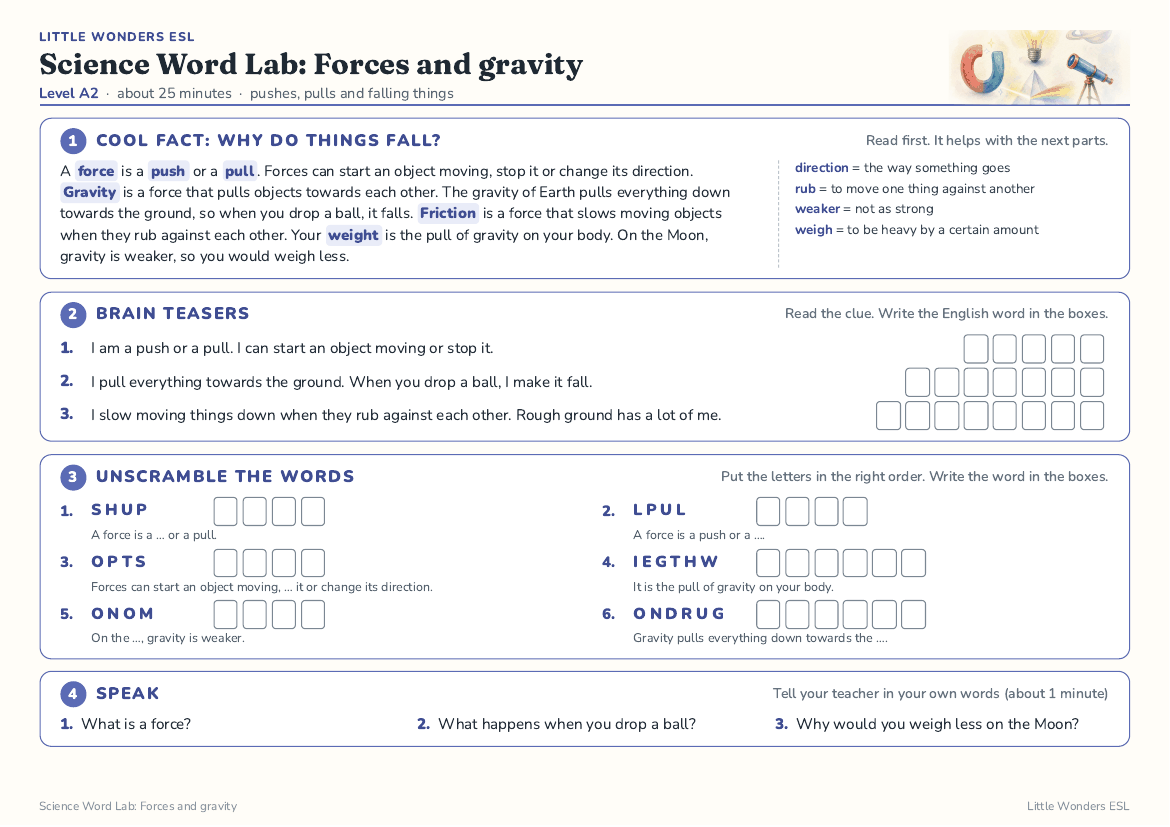 LITTLE WONDERS ESL
Science Word Lab: Forces and gravity
Level A2 · about 25 minutes · pushes, pulls and falling things
1 COOL FACT: WHY DO THINGS FALL?
Read first. It helps with the next parts.
A force is a push or a pull. Forces can start an object moving, stop it or change its direction.
Gravity is a force that pulls objects towards each other. The gravity of Earth pulls everything down
towards the ground, so when you drop a ball, it falls. Friction is a force that slows moving objects
when they rub against each other. Your weight is the pull of gravity on your body. On the Moon,
gravity is weaker, so you would weigh less.
direction = the way something goes
rub = to move one thing against another
weaker = not as strong
weigh = to be heavy by a certain amount
2 BRAIN TEASERS
Read the clue. Write the English word in the boxes.
1. I am a push or a pull. I can start an object moving or stop it.
2. I pull everything towards the ground. When you drop a ball, I make it fall.
3. I slow moving things down when they rub against each other. Rough ground has a lot of me.
3 UNSCRAMBLE THE WORDS
Put the letters in the right order. Write the word in the boxes.
1. SHUP
A force is a ... or a pull.
2. LPUL
A force is a push or a ....
3. OPTS
Forces can start an object moving, ... it or change its direction.
4. IEGTHW
It is the pull of gravity on your body.
5. ONOM
On the ..., gravity is weaker.
6. ONDRUG
Gravity pulls everything down towards the ....
4 SPEAK
Tell your teacher in your own words (about 1 minute)
1. What is a force?
2. What happens when you drop a ball?
3. Why would you weigh less on the Moon?
Science Word Lab: Forces and gravity
Little Wonders ESL